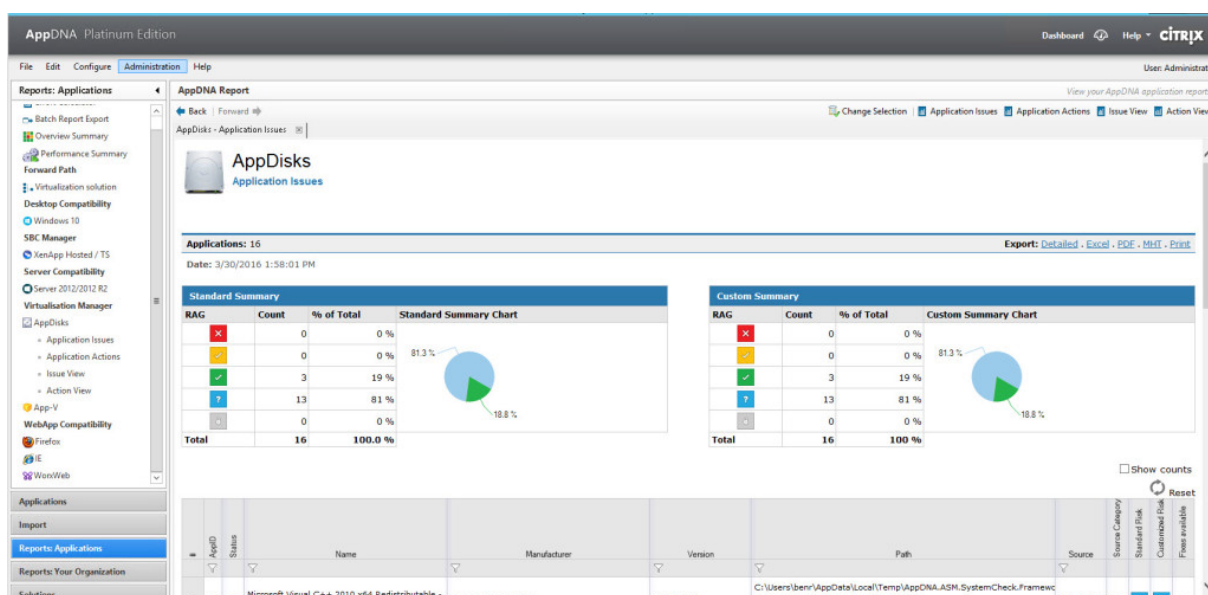 AppDNA Platinum Edition
Dashboard Help CITRIX
File Edit Configure Administration Help
User: Administrat
Reports: Applications
AppDNA Report
View your AppDNA application report
Back Forward
Change Selection Application Issues Application Actions Issue View Action View
AppDisks - Application Issues
Batch Report Export
Overview Summary
Performance Summary
Forward Path
Virtualization solution
Desktop Compatibility
Windows 10
SBC Manager
XenApp Hosted / TS
Server Compatibility
Server 2012/2012 R2
Virtualisation Manager
AppDisks
Application Issues
Application Actions
Issue View
Action View
App-V
WebApp Compatibility
Firefox
IE
WorxWeb
Applications
Import
Reports: Applications
Reports: Your Organization
Solutions
AppDisks
Application Issues
Applications: 16
Export: Detailed . Excel . PDF . MHT . Print
Date: 3/30/2016 1:58:01 PM
Standard Summary
RAG Count % of Total Standard Summary Chart
0 0 %
0 0 %
3 19 %
13 81 %
0 0 %
Total 16 100.0 %
81.3 %
18.8 %
Custom Summary
RAG Count % of Total Custom Summary Chart
0 0 %
0 0 %
3 19 %
13 81 %
0 0 %
Total 16 100 %
81.3 %
18.8 %
Show counts
Reset
AppID Status Name Manufacturer Version Path Source Source Category Standard Risk Customized Risk Fixes available
C:\Users\benr\AppData\Local\Temp\AppDNA.ASM.SystemCheck.Framewo
Microsoft Visual C++ 2010 x64 Redistributable -